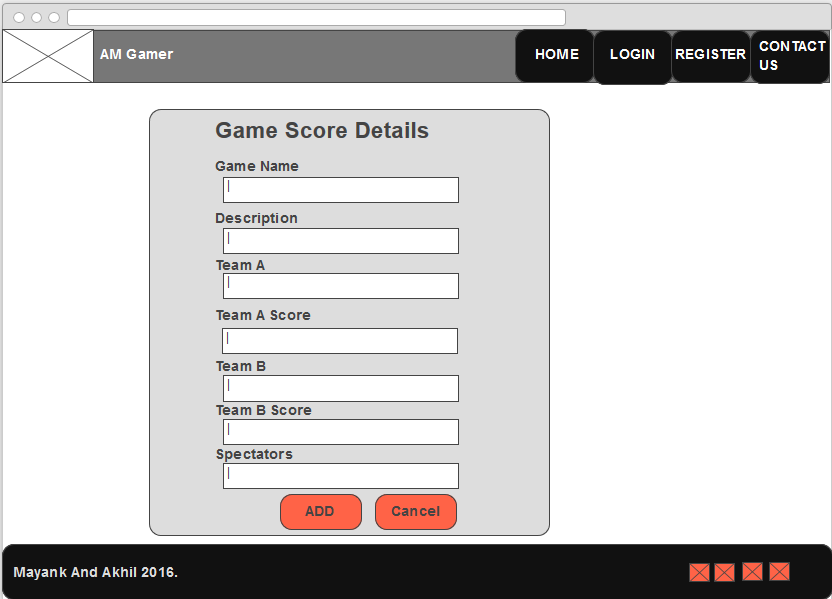 AM Gamer
HOME
LOGIN
REGISTER
CONTACT
US
Game Score Details
Game Name
Description
Team A
Team A Score
Team B
Team B Score
Spectators
ADD
Cancel
Mayank And Akhil 2016.